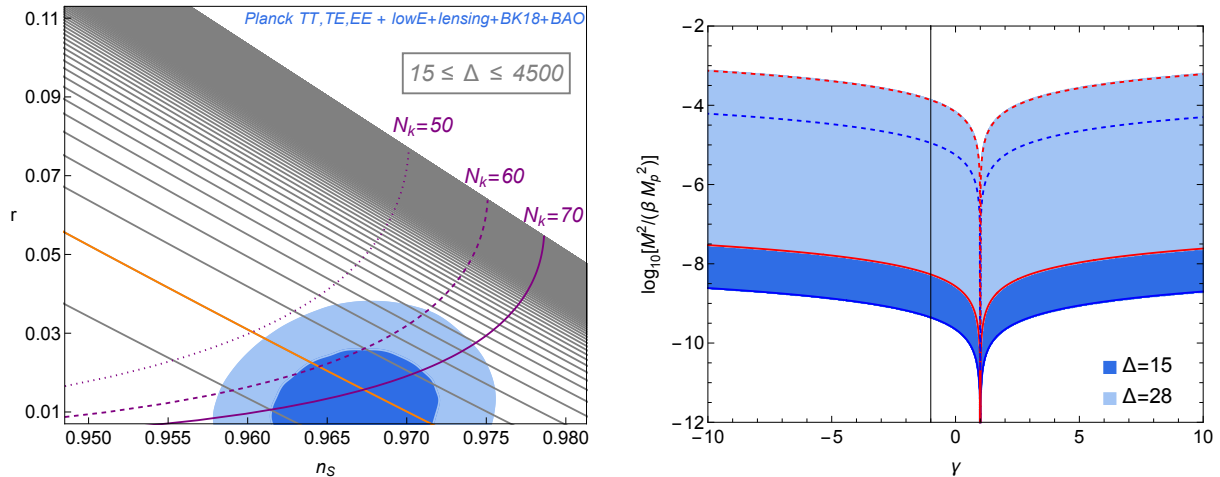 Planck TT,TE,EE + lowE+lensing+BK18+BAO
15 ≤ Δ ≤ 4500
N_k=50
N_k=60
N_k=70
0.11
0.09
0.07
0.05
0.03
0.01
r
0.950
0.955
0.960
0.965
0.970
0.975
0.980
n_S
-2
-4
-6
-8
-10
-12
log₁₀[M²/(β M_p²)]
Δ=15
Δ=28
-10
-5
0
5
10
γ